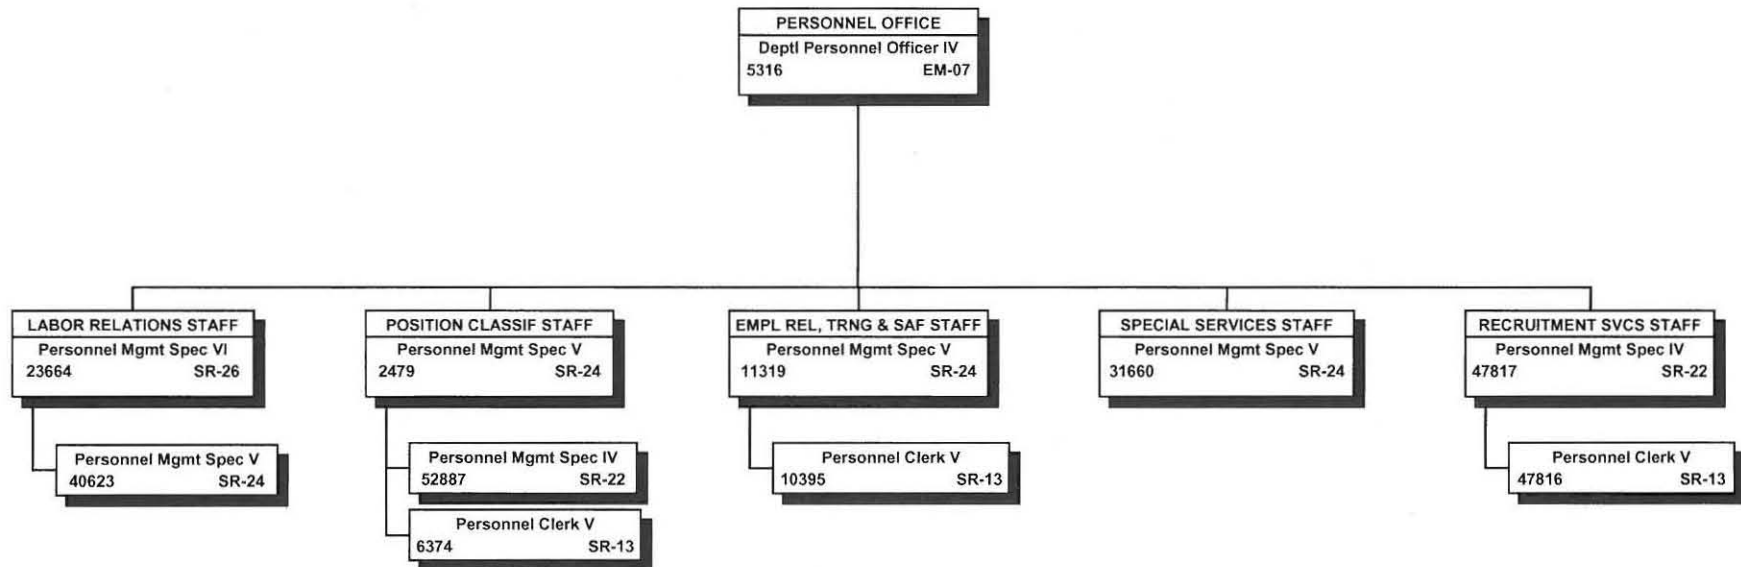 PERSONNEL OFFICE
Deptl Personnel Officer IV
5316 EM-07
LABOR RELATIONS STAFF
Personnel Mgmt Spec VI
23664 SR-26
Personnel Mgmt Spec V
40623 SR-24
POSITION CLASSIF STAFF
Personnel Mgmt Spec V
2479 SR-24
Personnel Mgmt Spec IV
52887 SR-22
Personnel Clerk V
6374 SR-13
EMPL REL, TRNG & SAF STAFF
Personnel Mgmt Spec V
11319 SR-24
Personnel Clerk V
10395 SR-13
SPECIAL SERVICES STAFF
Personnel Mgmt Spec V
31660 SR-24
RECRUITMENT SVCS STAFF
Personnel Mgmt Spec IV
47817 SR-22
Personnel Clerk V
47816 SR-13